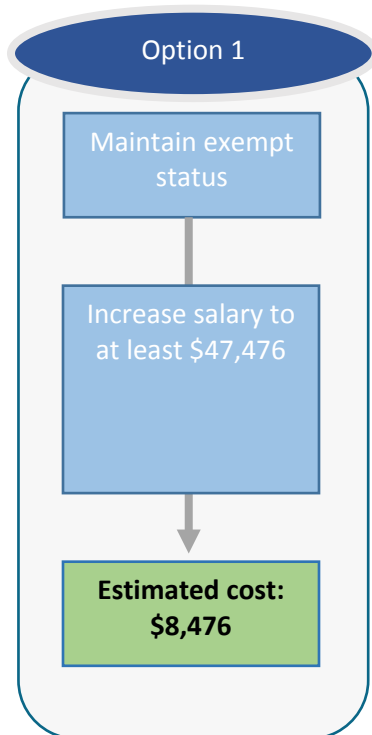 Option 1
Maintain exempt
status
Increase salary to
at least $47,476
Estimated cost:
$8,476